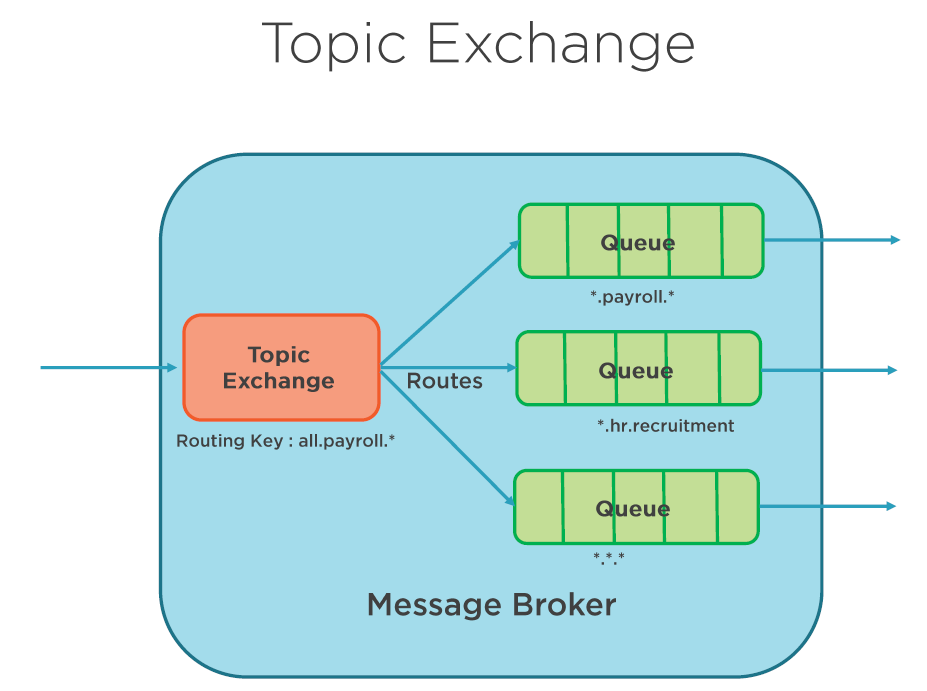 Topic Exchange
Queue
*.payroll.*
Topic
Exchange
Routes
Queue
Routing Key : all.payroll.*
*.hr.recruitment
Queue
*.*.*
Message Broker